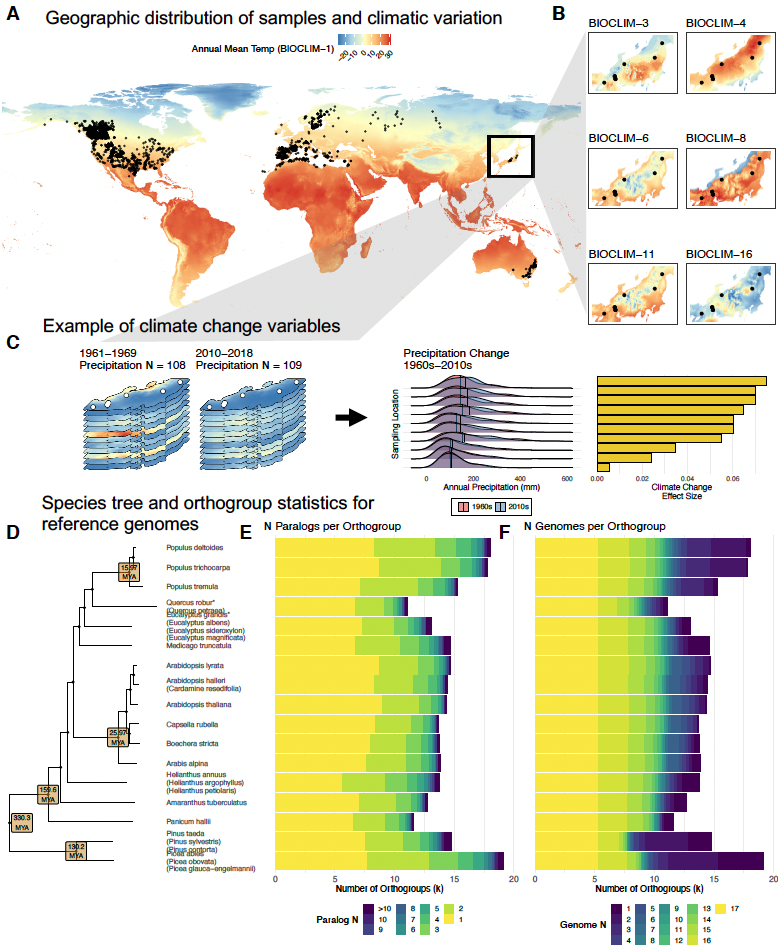 A
Geographic distribution of samples and climatic variation
Annual Mean Temp (BIOCLIM−1)
−20 −10 0 10 20 30
B
BIOCLIM−3
BIOCLIM−4
BIOCLIM−6
BIOCLIM−8
BIOCLIM−11
BIOCLIM−16
Example of climate change variables
C
1961−1969
Precipitation N = 108
2010−2018
Precipitation N = 109
Precipitation Change
1960s−2010s
Sampling Location
0 200 400 600
Annual Precipitation (mm)
1960s 2010s
0.00 0.02 0.04 0.06
Climate Change
Effect Size
Species tree and orthogroup statistics for
reference genomes
D
Populus deltoides
Populus trichocarpa
Populus tremula
Quercus robur*
(Quercus petraea)
Eucalyptus grandis*
(Eucalyptus albens)
(Eucalyptus sideroxylon)
(Eucalyptus magnificata)
Medicago truncatula
Arabidopsis lyrata
Arabidopsis halleri
(Cardamine resedifolia)
Arabidopsis thaliana
Capsella rubella
Boechera stricta
Arabis alpina
Helianthus annuus
(Helianthus argophyllus)
(Helianthus petiolaris)
Amaranthus tuberculatus
Panicum hallii
Pinus taeda
(Pinus sylvestris)
(Pinus contorta)
Picea abies
(Picea obovata)
(Picea glauca−engelmannii)
15.97
MYA
25.97
MYA
159.6
MYA
330.3
MYA
130.2
MYA
E
N Paralogs per Orthogroup
0 5 10 15 20
Number of Orthogroups (k)
Paralog N
>10 8 5 2
10 7 4 1
9 6 3
F
N Genomes per Orthogroup
0 5 10 15 20
Number of Orthogroups (k)
Genome N
1 5 9 13 17
2 6 10 14
3 7 11 15
4 8 12 16